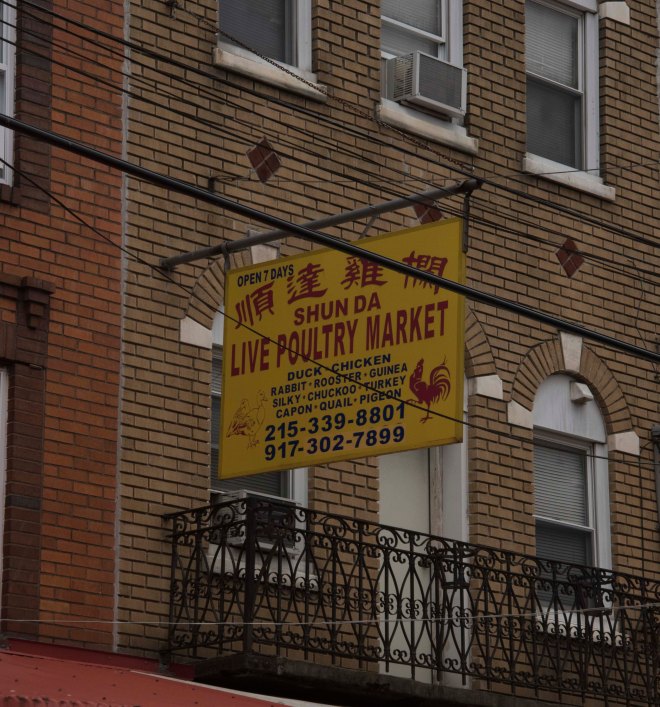 OPEN 7 DAYS
順達雞欄
SHUN DA
LIVE POULTRY MARKET
DUCK · CHICKEN
RABBIT · ROOSTER · GUINEA
SILKY · CHUCKOO · TURKEY
CAPON · QUAIL · PIGEON
215-339-8801
917-302-7899